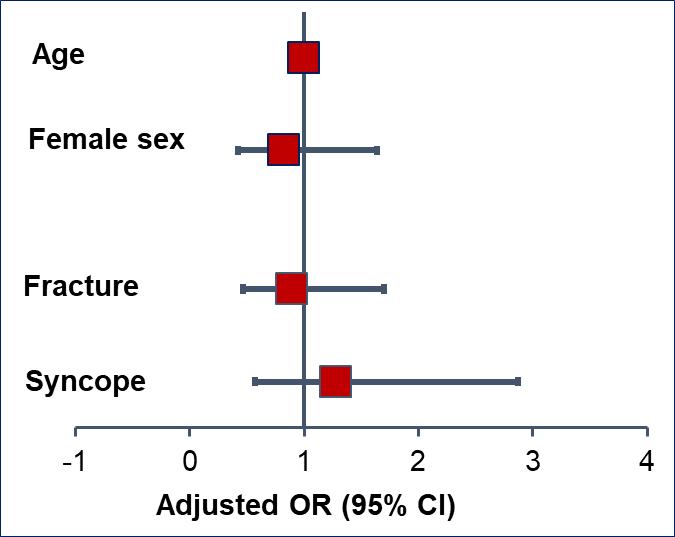 Age
Female sex
Fracture
Syncope
-1 0 1 2 3 4
Adjusted OR (95% CI)